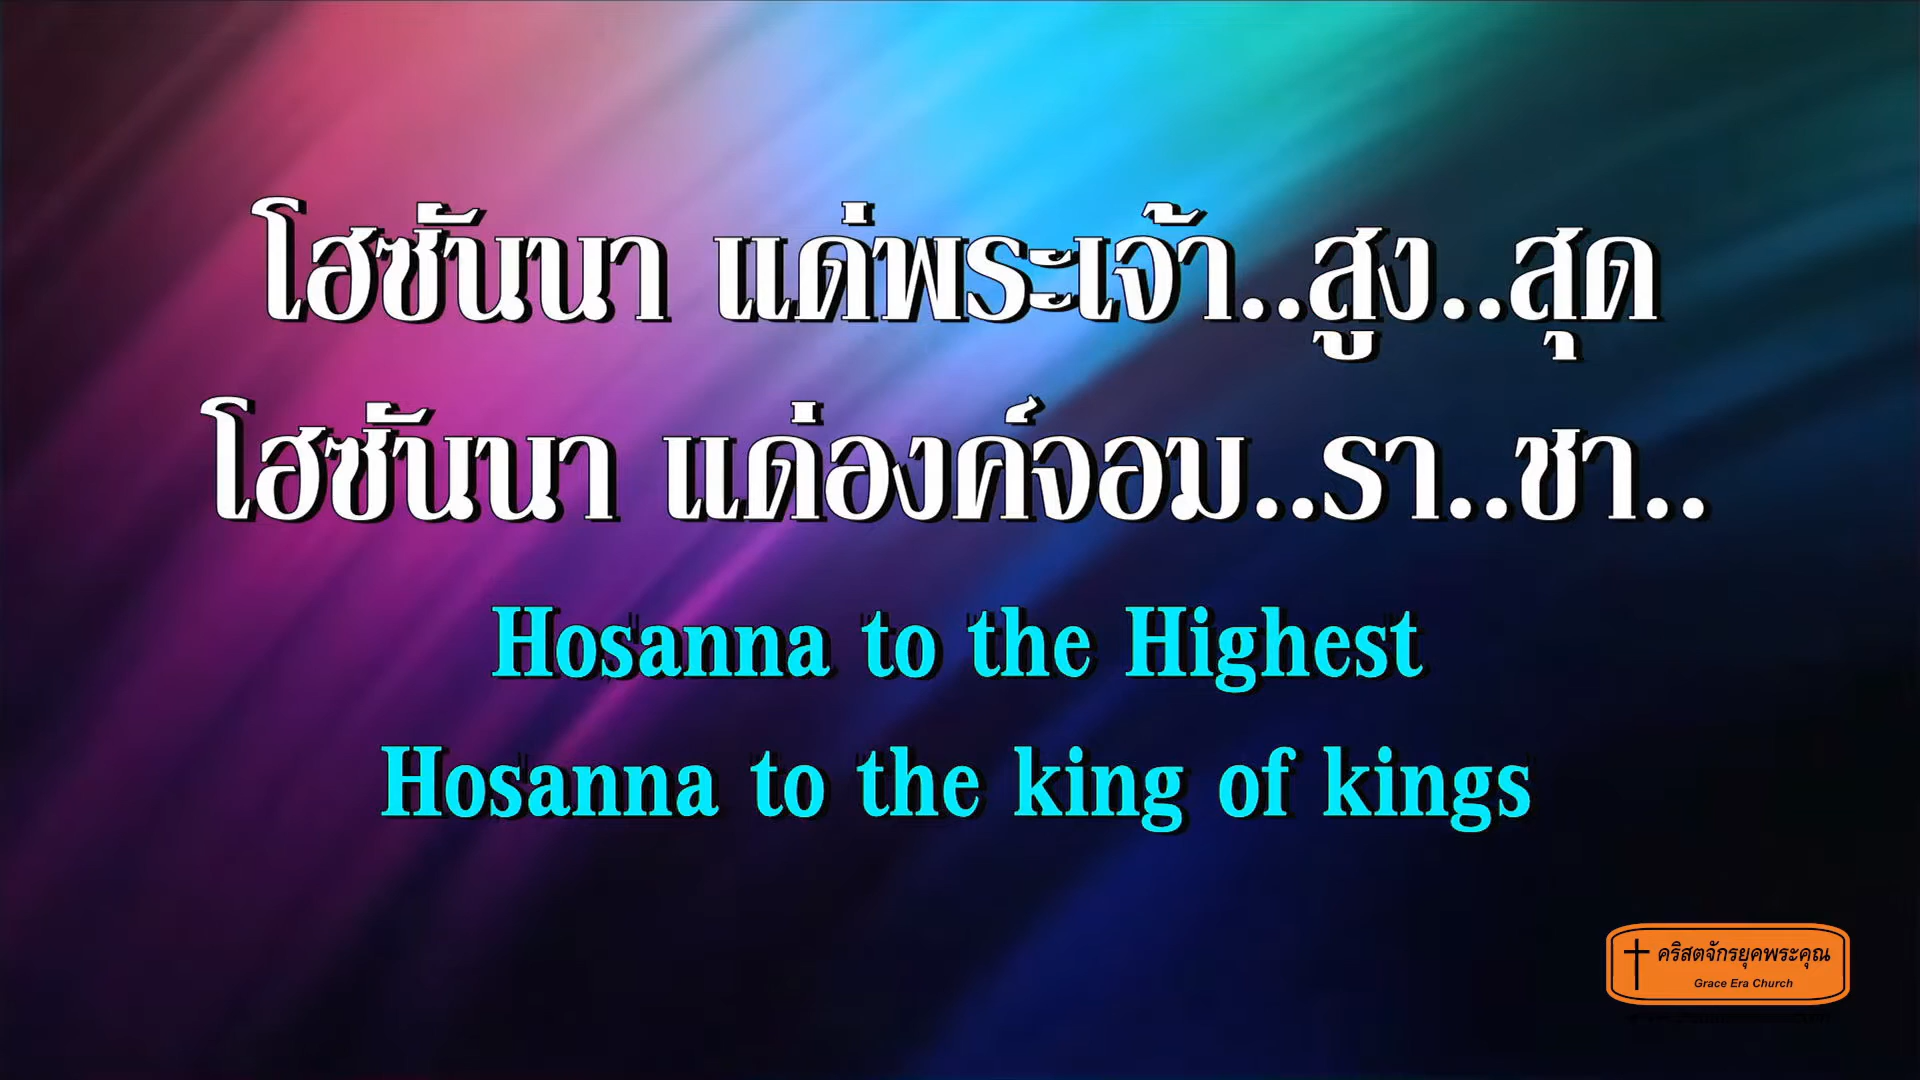 โฮซันนา แด่พระเจ้า..สูง..สุด
โฮซันนา แด่องค์จอม..รา..ชา..
Hosanna to the Highest
Hosanna to the king of kings
คริสตจักรยุคพระคุณ
Grace Era Church